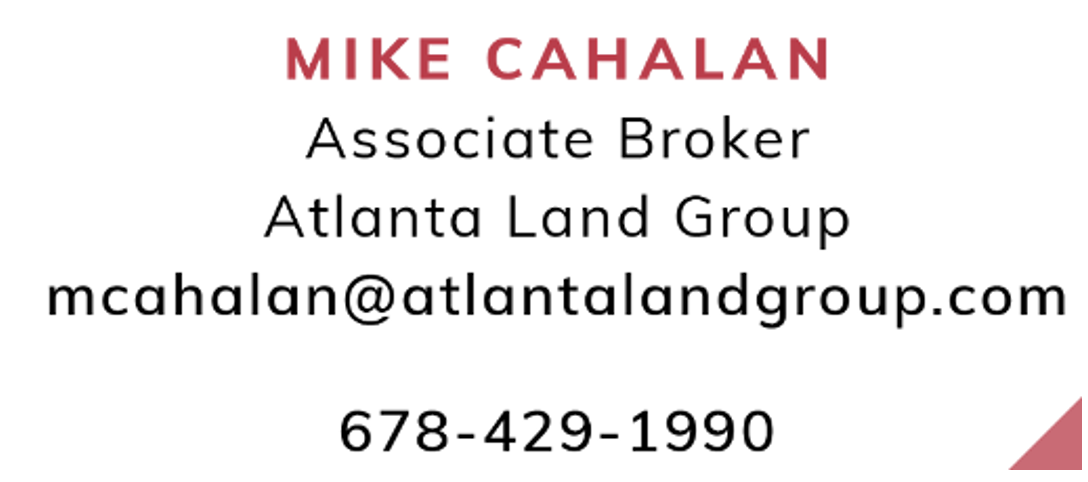 MIKE CAHALAN
Associate Broker
Atlanta Land Group
mcahalan@atlantalandgroup.com
678-429-1990